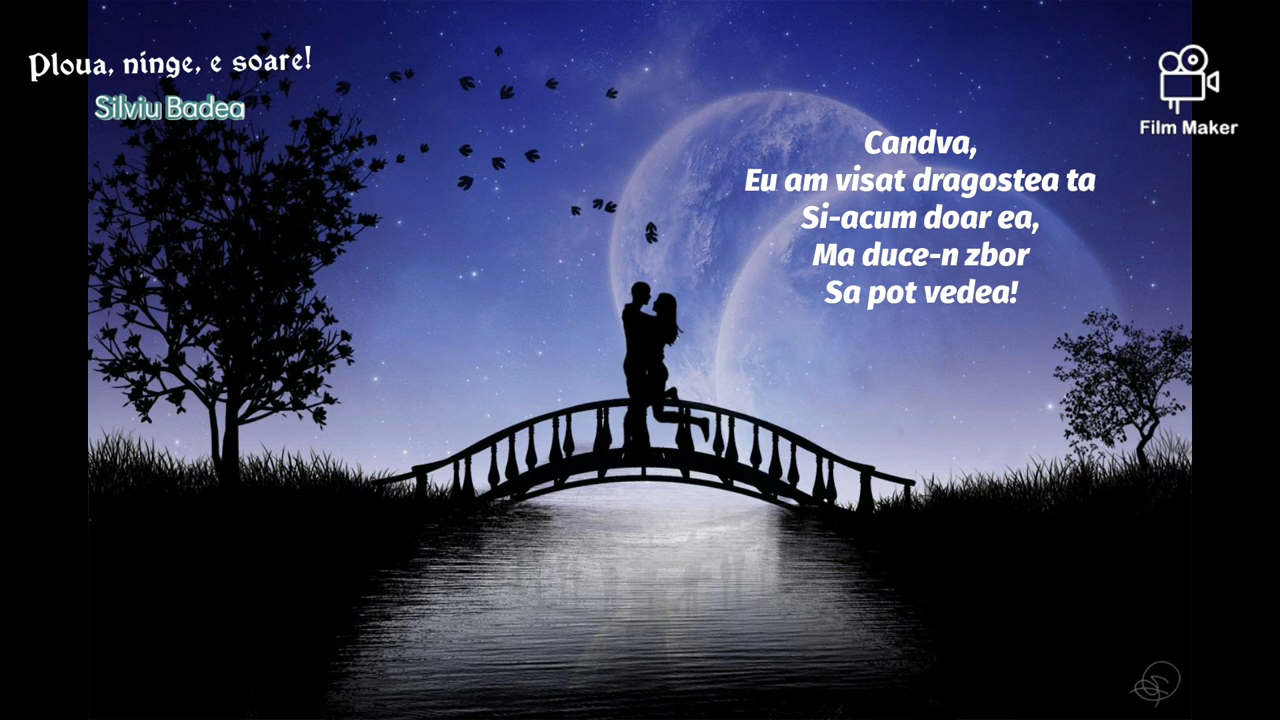 Ploua, ninge, e soare!
Silviu Badea
Film Maker
Candva,
Eu am visat dragostea ta
Si-acum doar ea,
Ma duce-n zbor
Sa pot vedea!